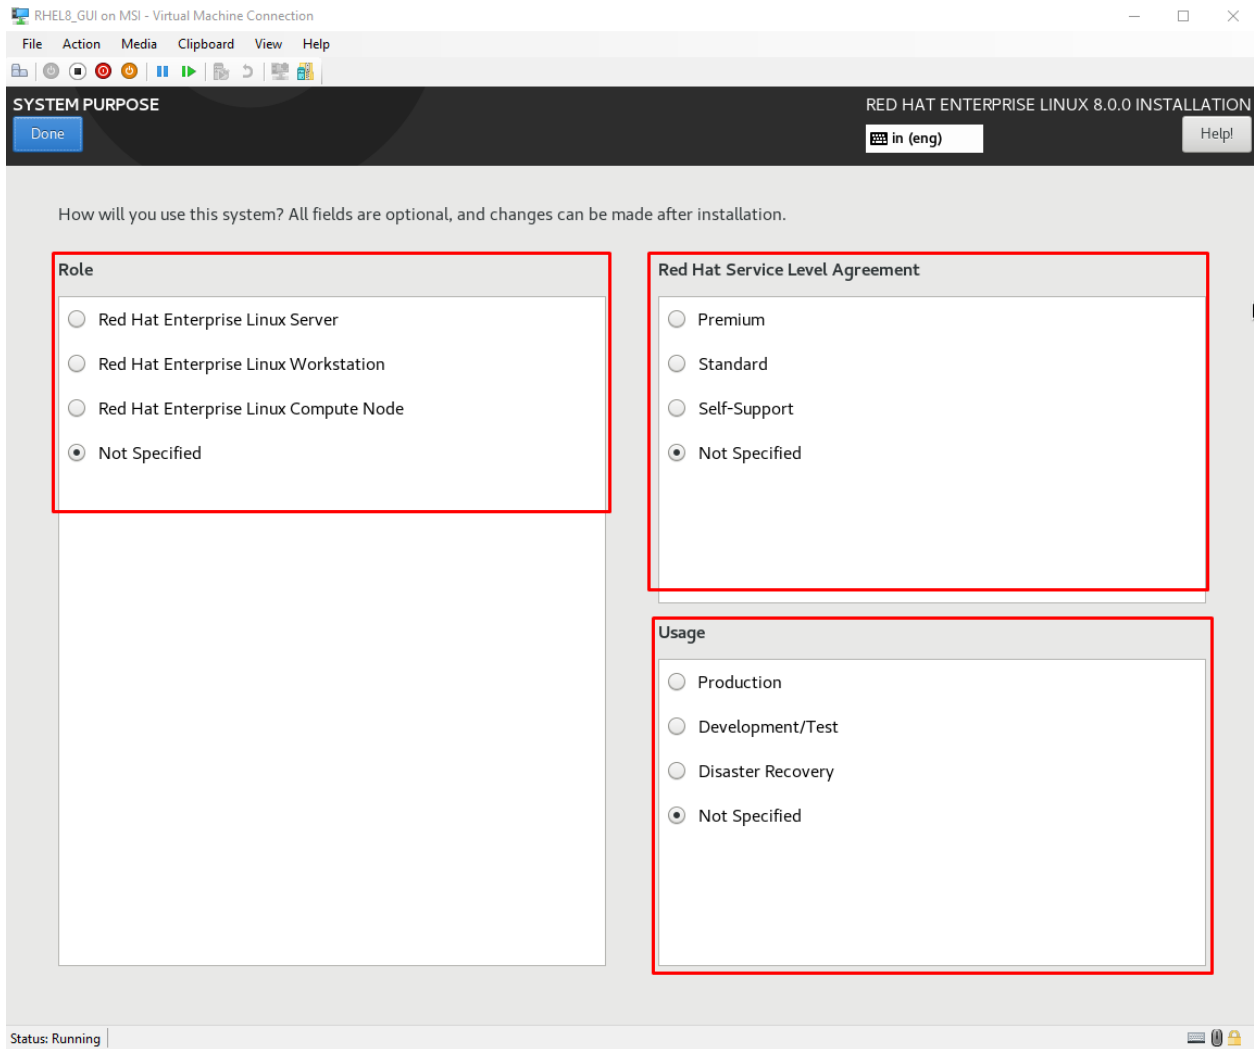 RHEL8_GUI on MSI - Virtual Machine Connection
File Action Media Clipboard View Help
SYSTEM PURPOSE
Done
RED HAT ENTERPRISE LINUX 8.0.0 INSTALLATION
in (eng)
Help!
How will you use this system? All fields are optional, and changes can be made after installation.
Role
Red Hat Enterprise Linux Server
Red Hat Enterprise Linux Workstation
Red Hat Enterprise Linux Compute Node
Not Specified
Red Hat Service Level Agreement
Premium
Standard
Self-Support
Not Specified
Usage
Production
Development/Test
Disaster Recovery
Not Specified
Status: Running